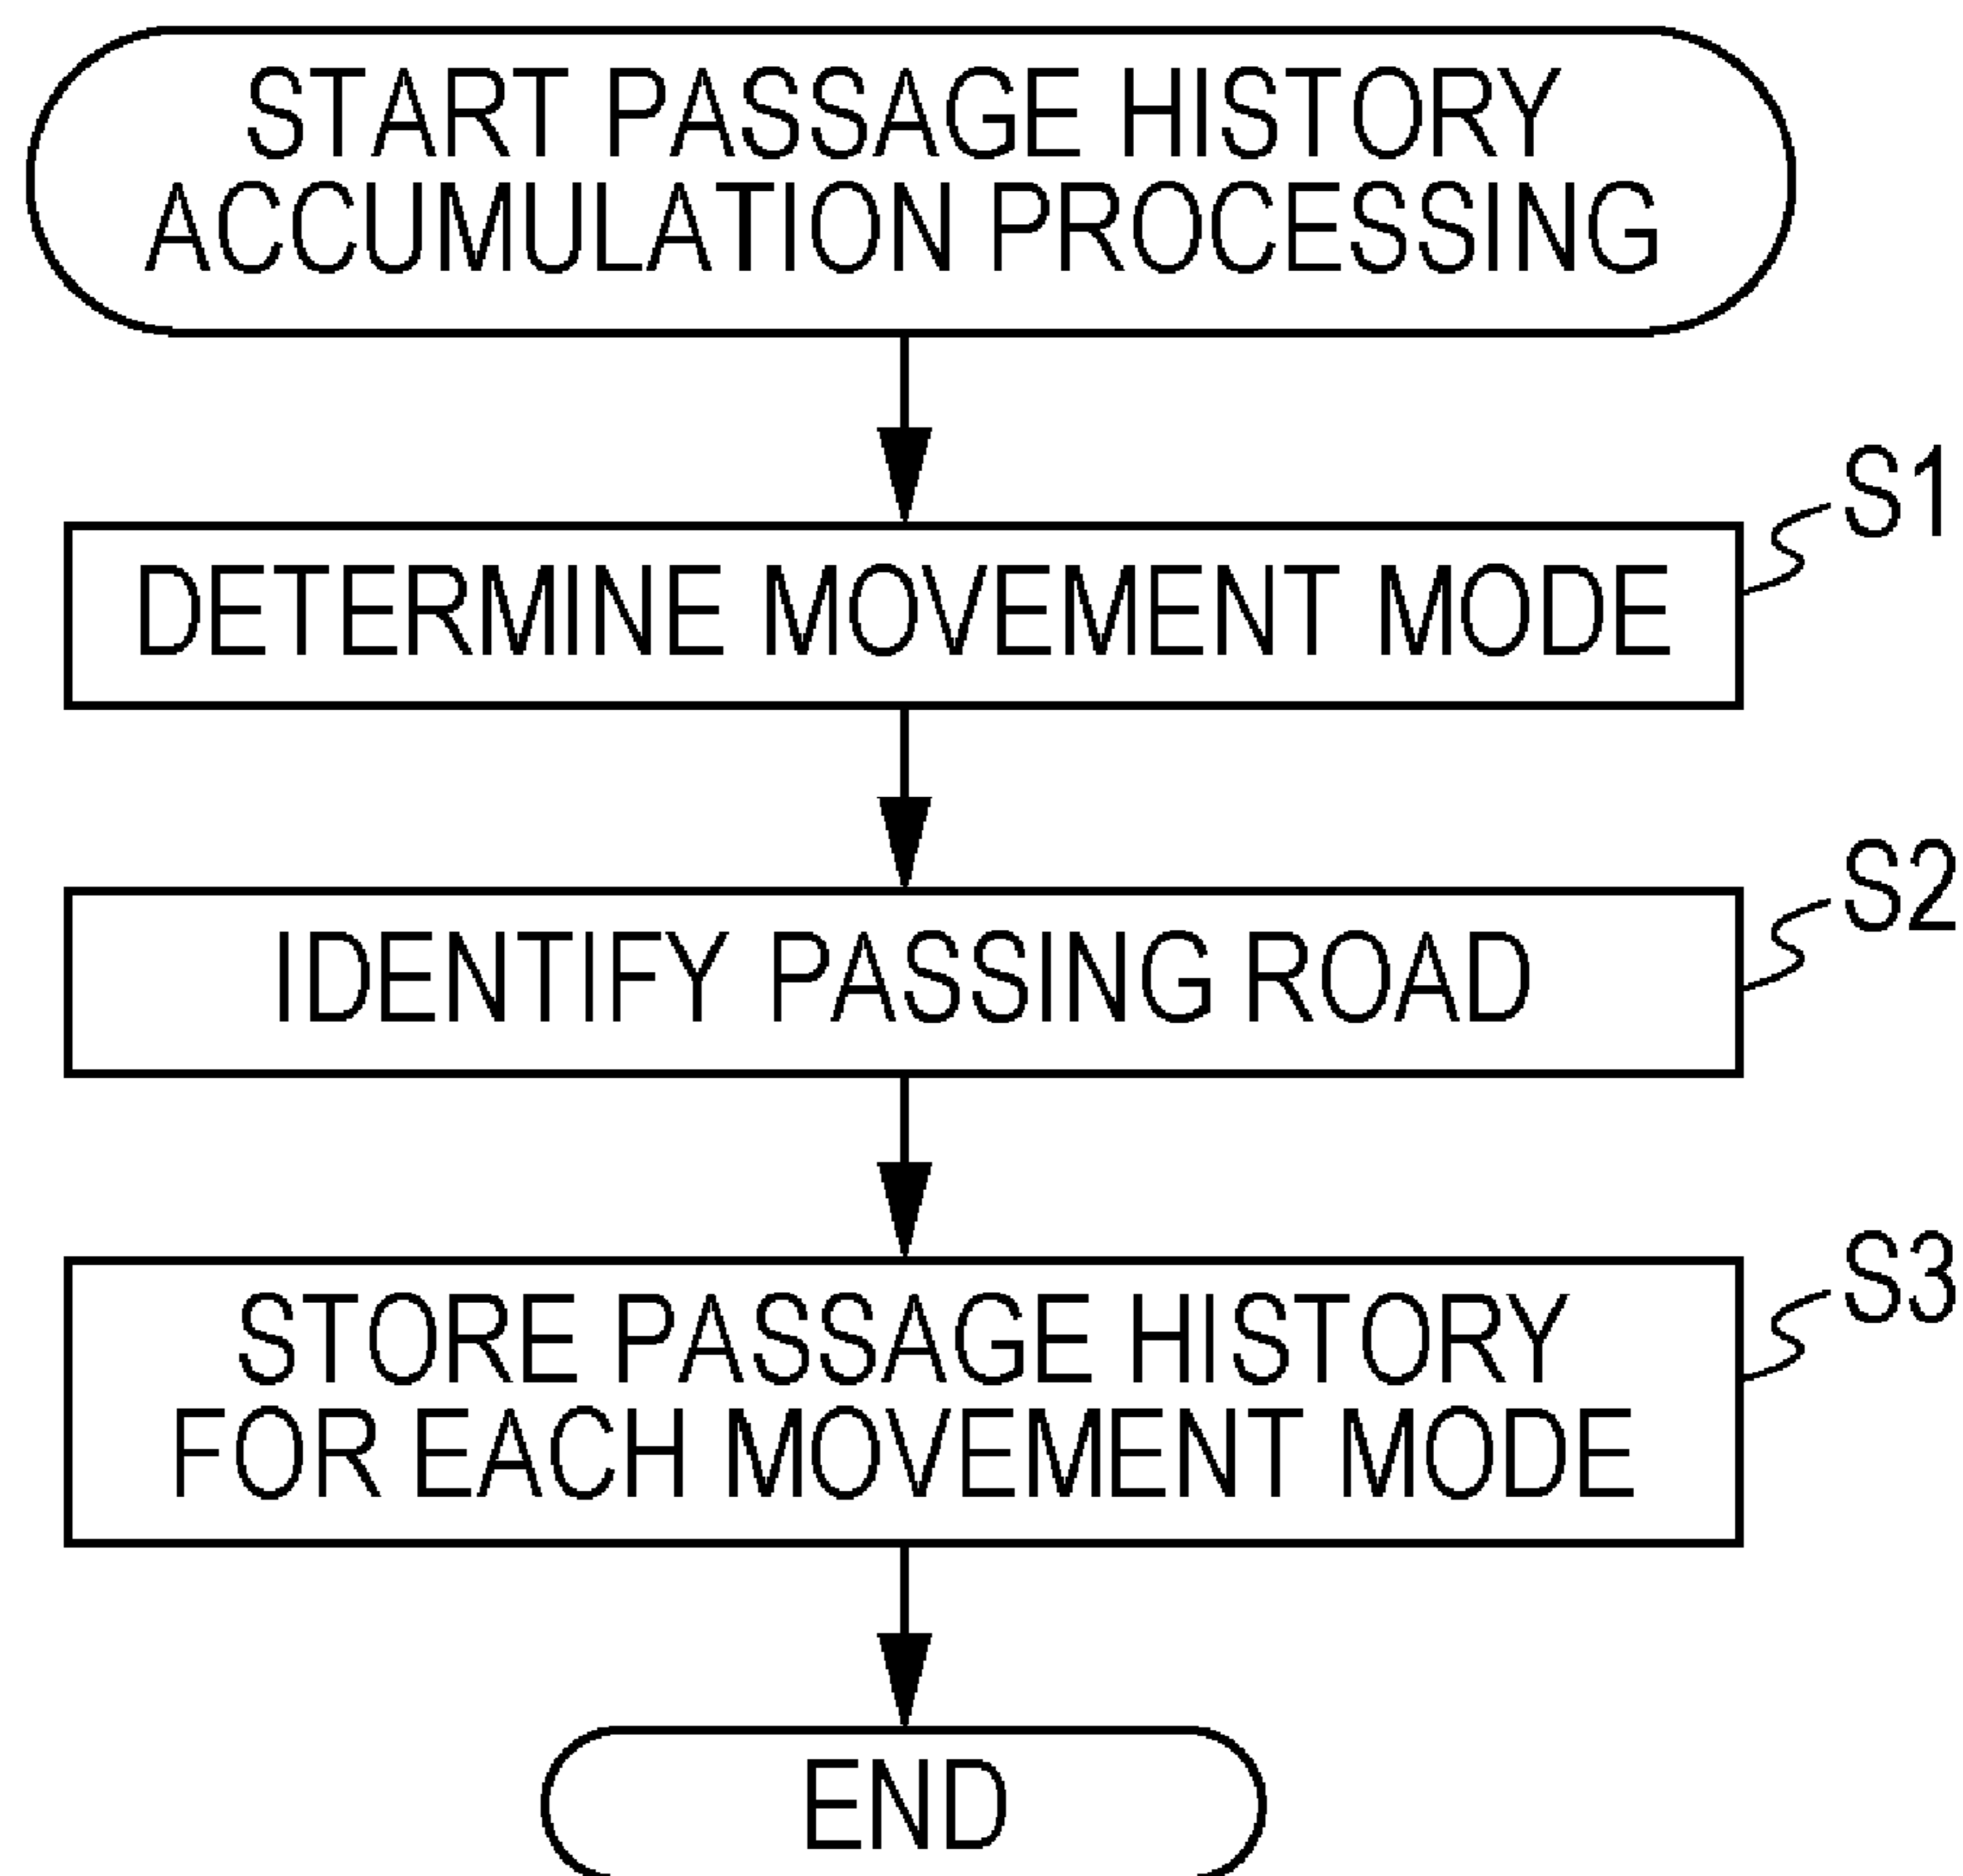 START PASSAGE HISTORY
ACCUMULATION PROCESSING
S1
DETERMINE MOVEMENT MODE
S2
IDENTIFY PASSING ROAD
S3
STORE PASSAGE HISTORY
FOR EACH MOVEMENT MODE
END